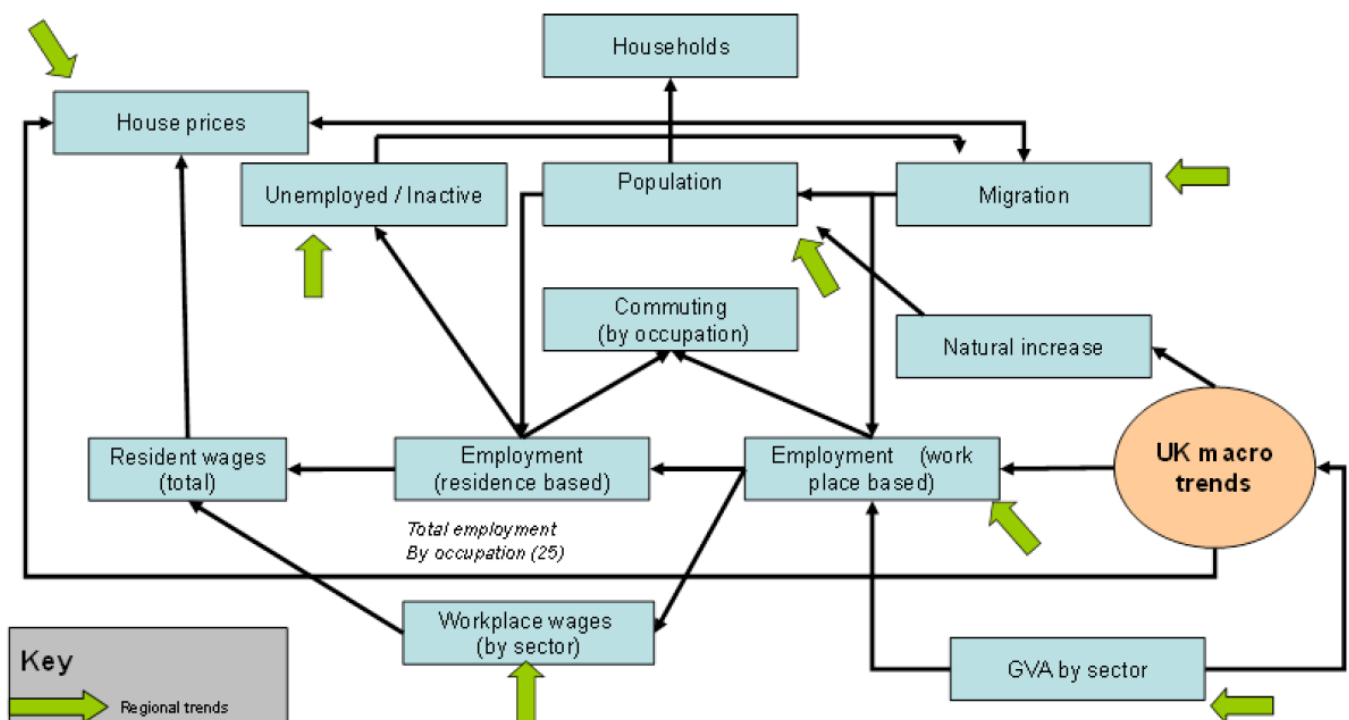 Households
House prices
Unemployed / Inactive
Population
Migration
Commuting
(by occupation)
Natural increase
Resident wages
(total)
Employment
(residence based)
Employment (work
place based)
UK macro
trends
Total employment
By occupation (25)
Workplace wages
(by sector)
GVA by sector
Key
Regional trends